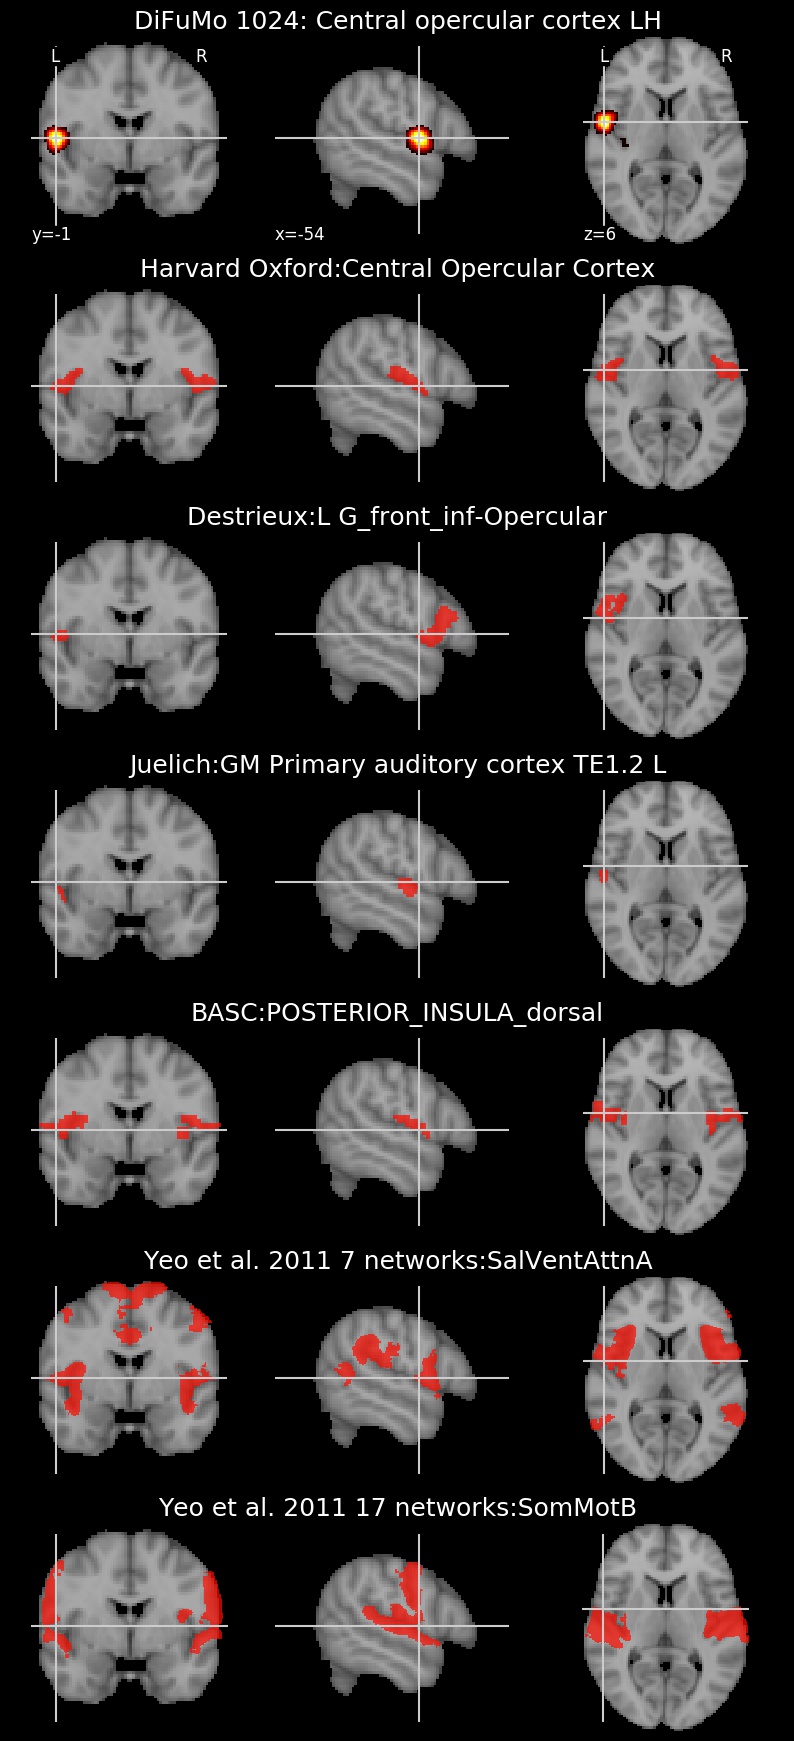 DiFuMo 1024: Central opercular cortex LH
L R L R
y=-1 x=-54 z=6
Harvard Oxford:Central Opercular Cortex
Destrieux:L G_front_inf-Opercular
Juelich:GM Primary auditory cortex TE1.2 L
BASC:POSTERIOR_INSULA_dorsal
Yeo et al. 2011 7 networks:SalVentAttnA
Yeo et al. 2011 17 networks:SomMotB